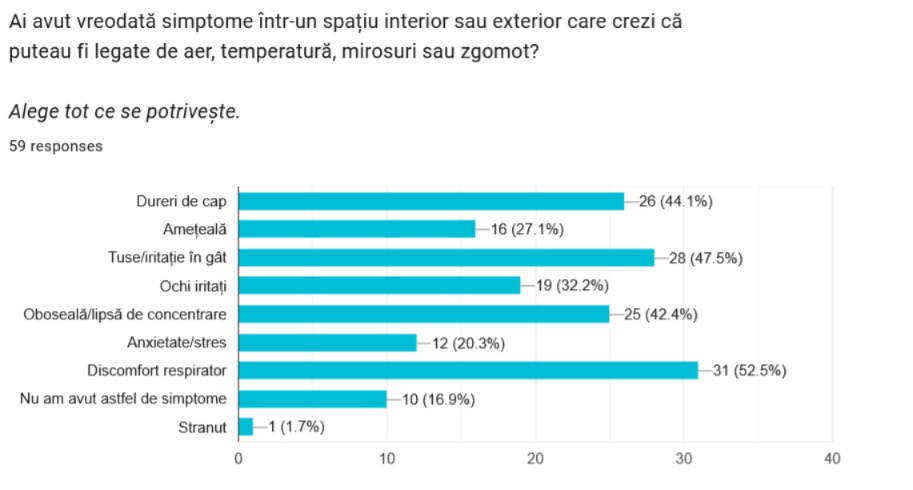 Ai avut vreodată simptome într-un spațiu interior sau exterior care crezi că
puteau fi legate de aer, temperatură, mirosuri sau zgomot?
Alege tot ce se potrivește.
59 responses
Dureri de cap 26 (44.1%)
Amețeală 16 (27.1%)
Tuse/iritație în gât 28 (47.5%)
Ochi iritați 19 (32.2%)
Oboseală/lipsă de concentrare 25 (42.4%)
Anxietate/stres 12 (20.3%)
Discomfort respirator 31 (52.5%)
Nu am avut astfel de simptome 10 (16.9%)
Stranut 1 (1.7%)
0 10 20 30 40